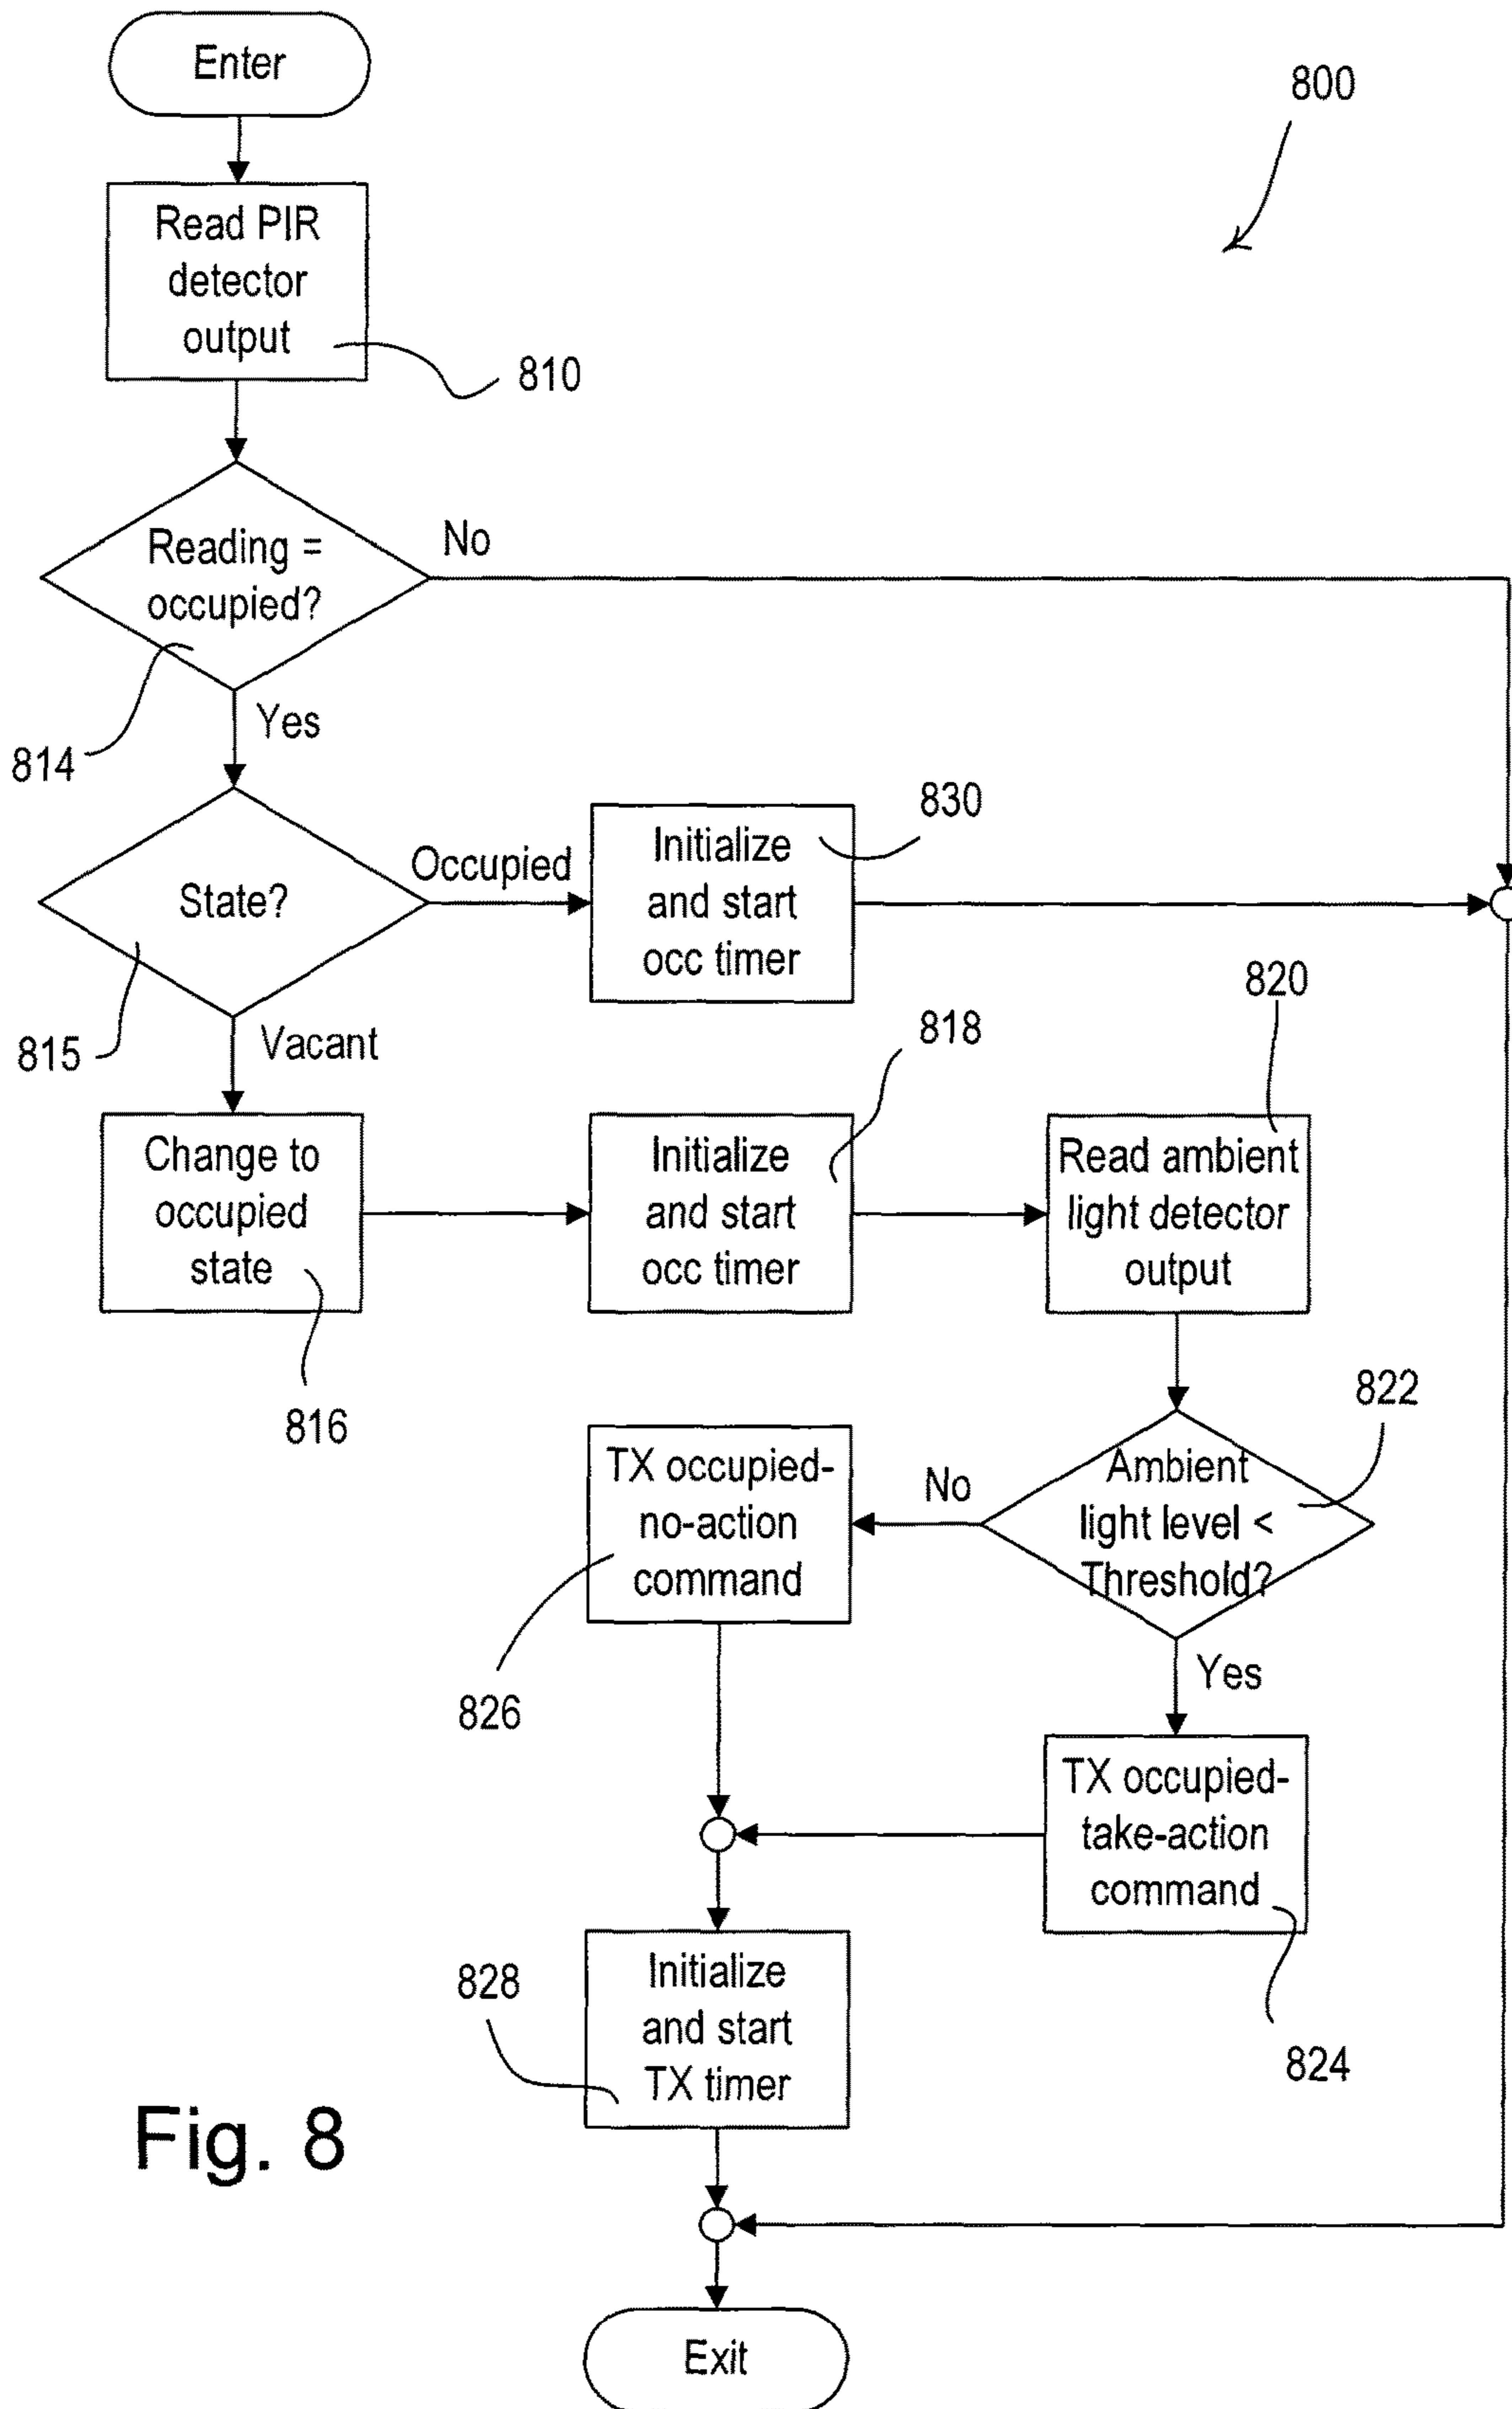 Enter
800
Read PIR
detector
output
810
Reading =
occupied?
No
814
Yes
State?
Occupied
830
Initialize
and start
occ timer
815
Vacant
818
820
Change to
occupied
state
816
Initialize
and start
occ timer
Read ambient
light detector
output
822
Ambient
light level <
Threshold?
No
TX occupied-
no-action
command
826
Yes
TX occupied-
take-action
command
824
828
Initialize
and start
TX timer
Fig. 8
Exit